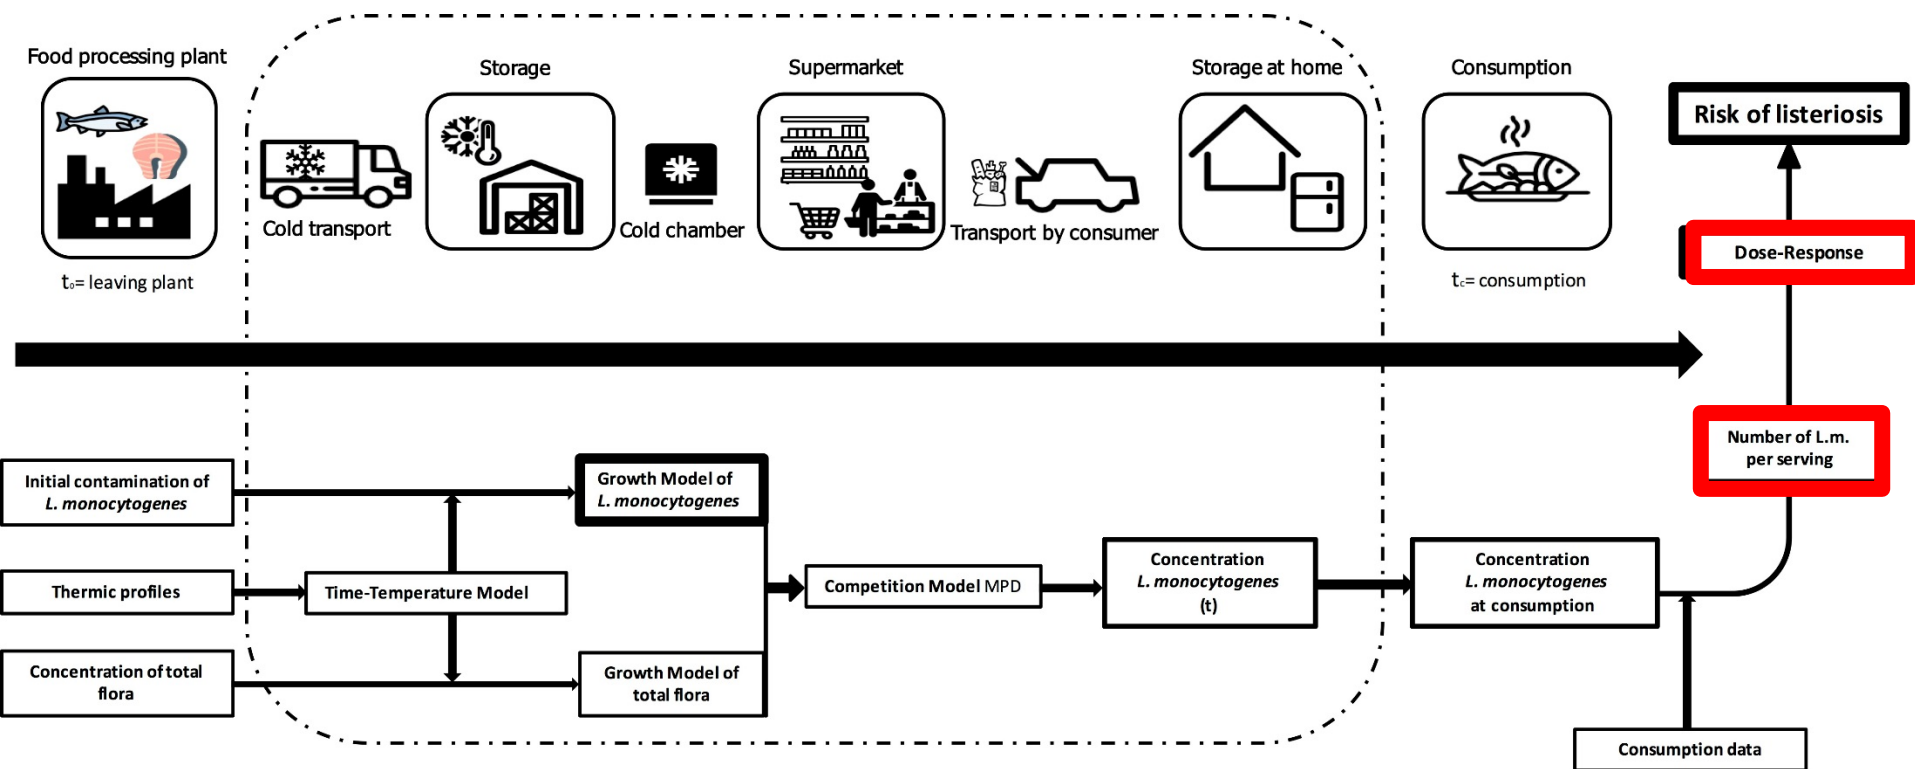 Food processing plant
Storage
Supermarket
Storage at home
Consumption
Risk of listeriosis
Cold transport
Cold chamber
Transport by consumer
Dose-Response
t₀= leaving plant
t꜀= consumption
Number of L.m.
per serving
Initial contamination of
L. monocytogenes
Growth Model of
L. monocytogenes
Thermic profiles
Time-Temperature Model
Competition Model MPD
Concentration
L. monocytogenes
(t)
Concentration
L. monocytogenes
at consumption
Concentration of total
flora
Growth Model of
total flora
Consumption data